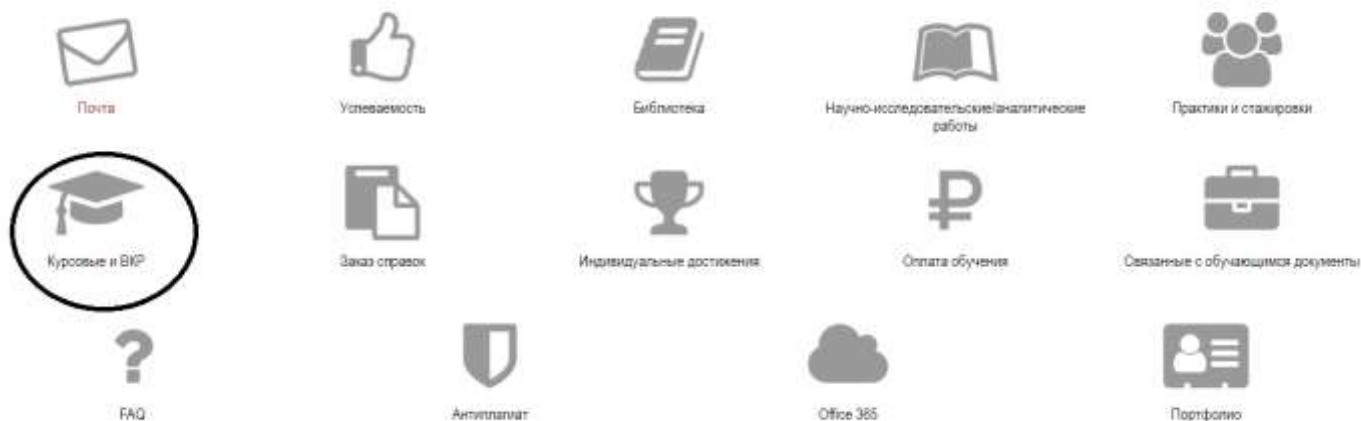 Почта
Успеваемость
Библиотека
Научно-исследовательские/аналитические
работы
Практики и стажировки
Курсовые и ВКР
Заказ справок
Индивидуальные достижения
Оплата обучения
Связанные с обучающимся документы
FAQ
Антиплагиат
Office 365
Портфолио